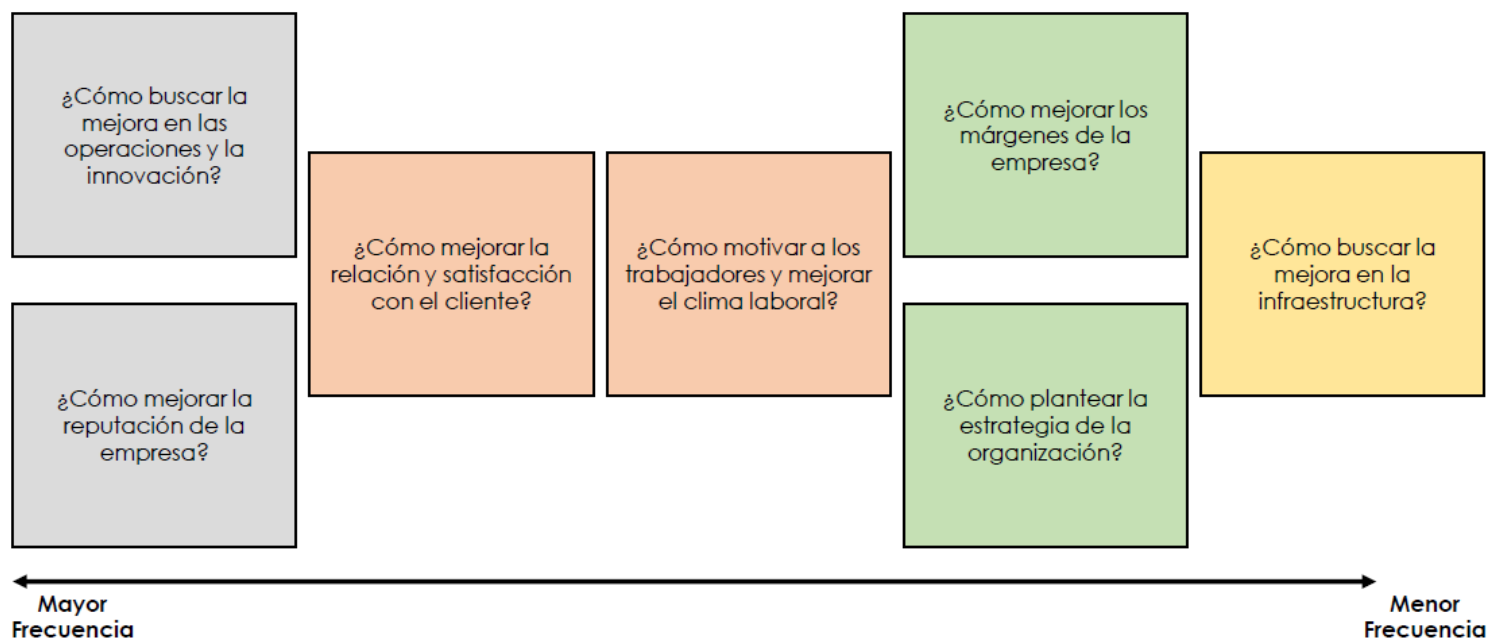 ¿Cómo buscar la
mejora en las
operaciones y la
innovación?
¿Cómo mejorar la
reputación de la
empresa?
¿Cómo mejorar la
relación y satisfacción
con el cliente?
¿Cómo motivar a los
trabajadores y mejorar
el clima laboral?
¿Cómo mejorar los
márgenes de la
empresa?
¿Cómo plantear la
estrategia de la
organización?
¿Cómo buscar la
mejora en la
infraestructura?
Mayor
Frecuencia
Menor
Frecuencia